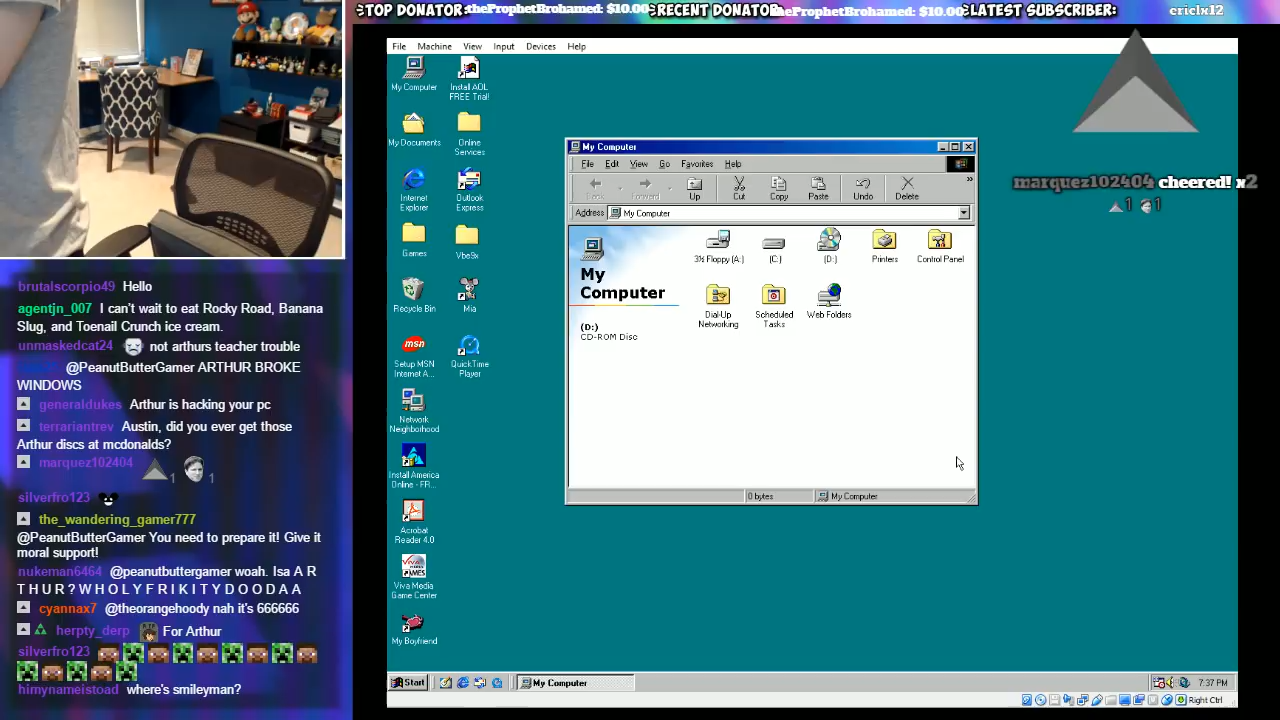 TOP DONATOR: theProphetBrohamed: $10.00 RECENT DONATOR: theProphetBrohamed: $10.00 LATEST SUBSCRIBER: ericlx12
File Machine View Input Devices Help
My Computer
Install AOL
FREE Trial!
My Documents
Online
Services
Internet
Explorer
Outlook
Express
Games
Vbe9x
Recycle Bin
Mia
msn
Setup MSN
Internet A...
QuickTime
Player
Network
Neighborhood
Install America
Online - FR...
Acrobat
Reader 4.0
Viva Media
Game Center
My Boyfriend
My Computer
File Edit View Go Favorites Help
Forward Up Cut Copy Paste Undo Delete
Address My Computer
My
Computer
(D:)
CD-ROM Disc
3½ Floppy (A:)
(C:)
(D:)
Printers
Control Panel
Dial-Up
Networking
Scheduled
Tasks
Web Folders
0 bytes My Computer
marquez102404 cheered! x2
1 1
brutalscorpio49 Hello
agentjn_007 I can't wait to eat Rocky Road, Banana
Slug, and Toenail Crunch ice cream.
unmaskedcat24 not arthurs teacher trouble
@PeanutButterGamer ARTHUR BROKE
WINDOWS
generaldukes Arthur is hacking your pc
terrariantrev Austin, did you ever get those
Arthur discs at mcdonalds?
marquez102404 1 1
silverfro123
the_wandering_gamer777
@PeanutButterGamer You need to prepare it! Give it
moral support!
nukeman6464 @peanutbuttergamer woah. Isa A R
T H U R ? W H O L Y F R I K I T Y D O O D A A
cyannax7 @theorangehoody nah it's 666666
herpty_derp For Arthur
silverfro123
himynameistoad where's smileyman?
Start My Computer 7:37 PM
Right Ctrl